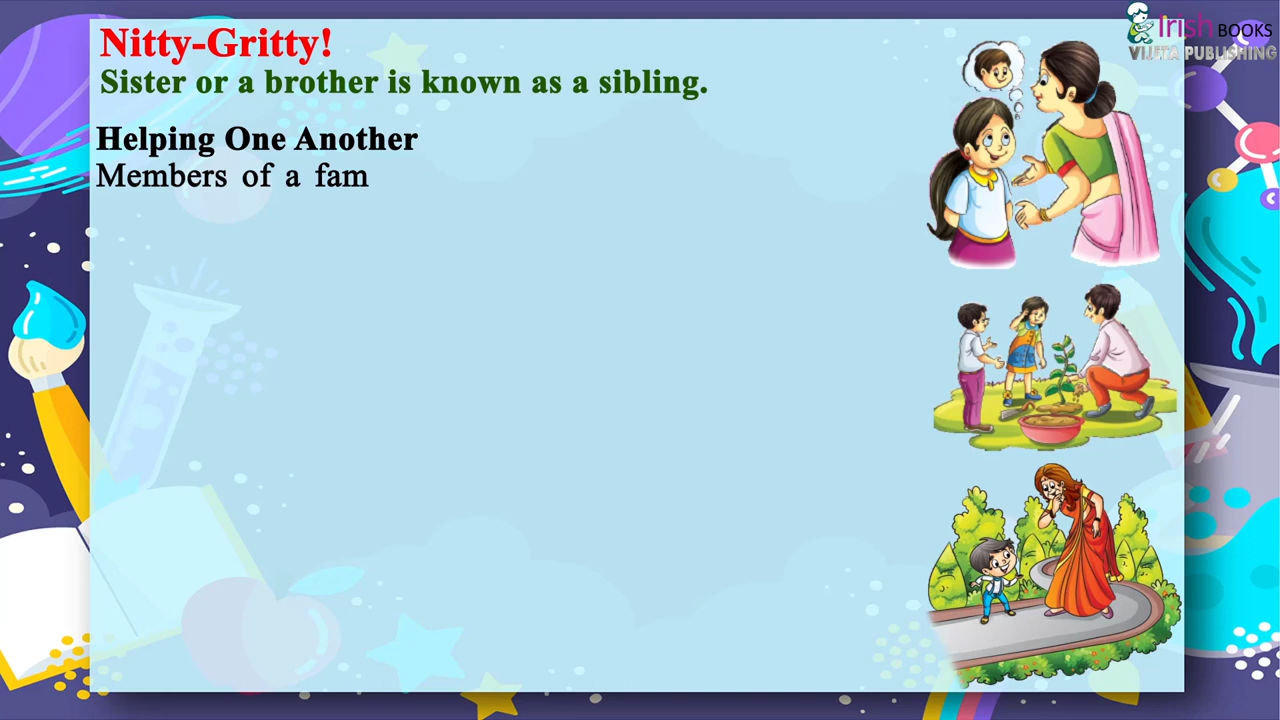 Nitty-Gritty!
Sister or a brother is known as a sibling.
Helping One Another
Members of a fam
Irish BOOKS
VIJETA PUBLISHING